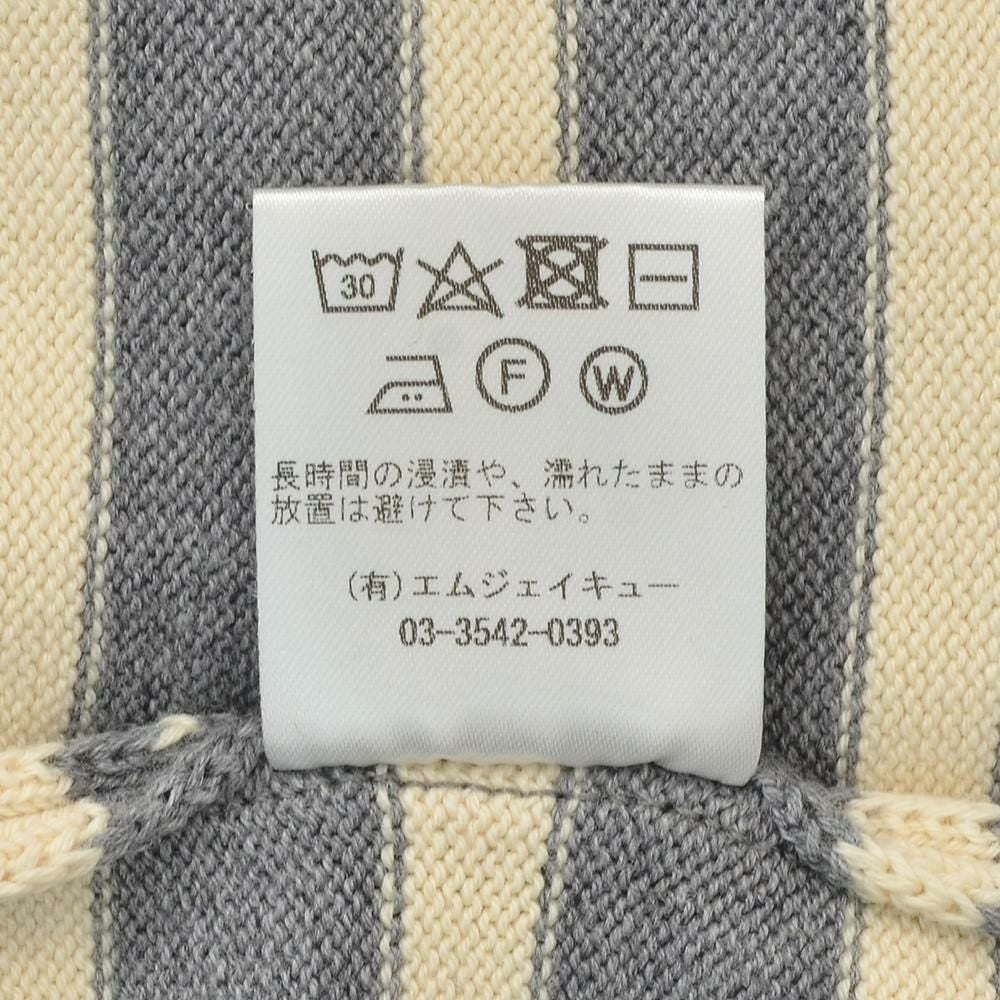 30
F W
長時間の浸漬や、濡れたままの
放置は避けて下さい。
(有)エムジェイキュー
03-3542-0393